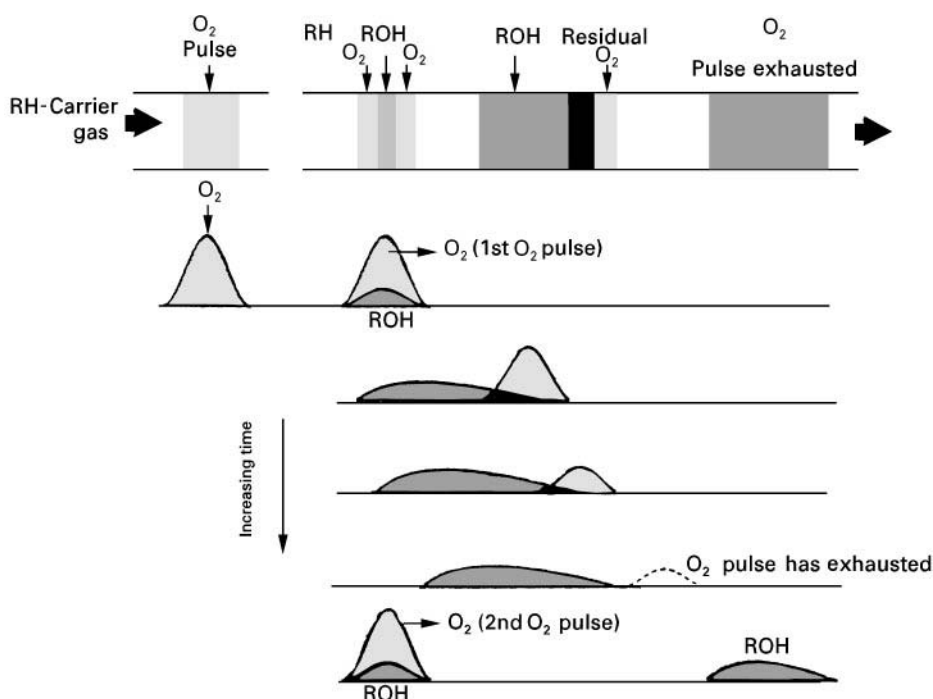 O₂
Pulse
RH
ROH
O₂
O₂
ROH
Residual
O₂
O₂
Pulse exhausted
RH-Carrier
gas
O₂
O₂ (1st O₂ pulse)
ROH
Increasing time
O₂ pulse has exhausted
O₂ (2nd O₂ pulse)
ROH
ROH